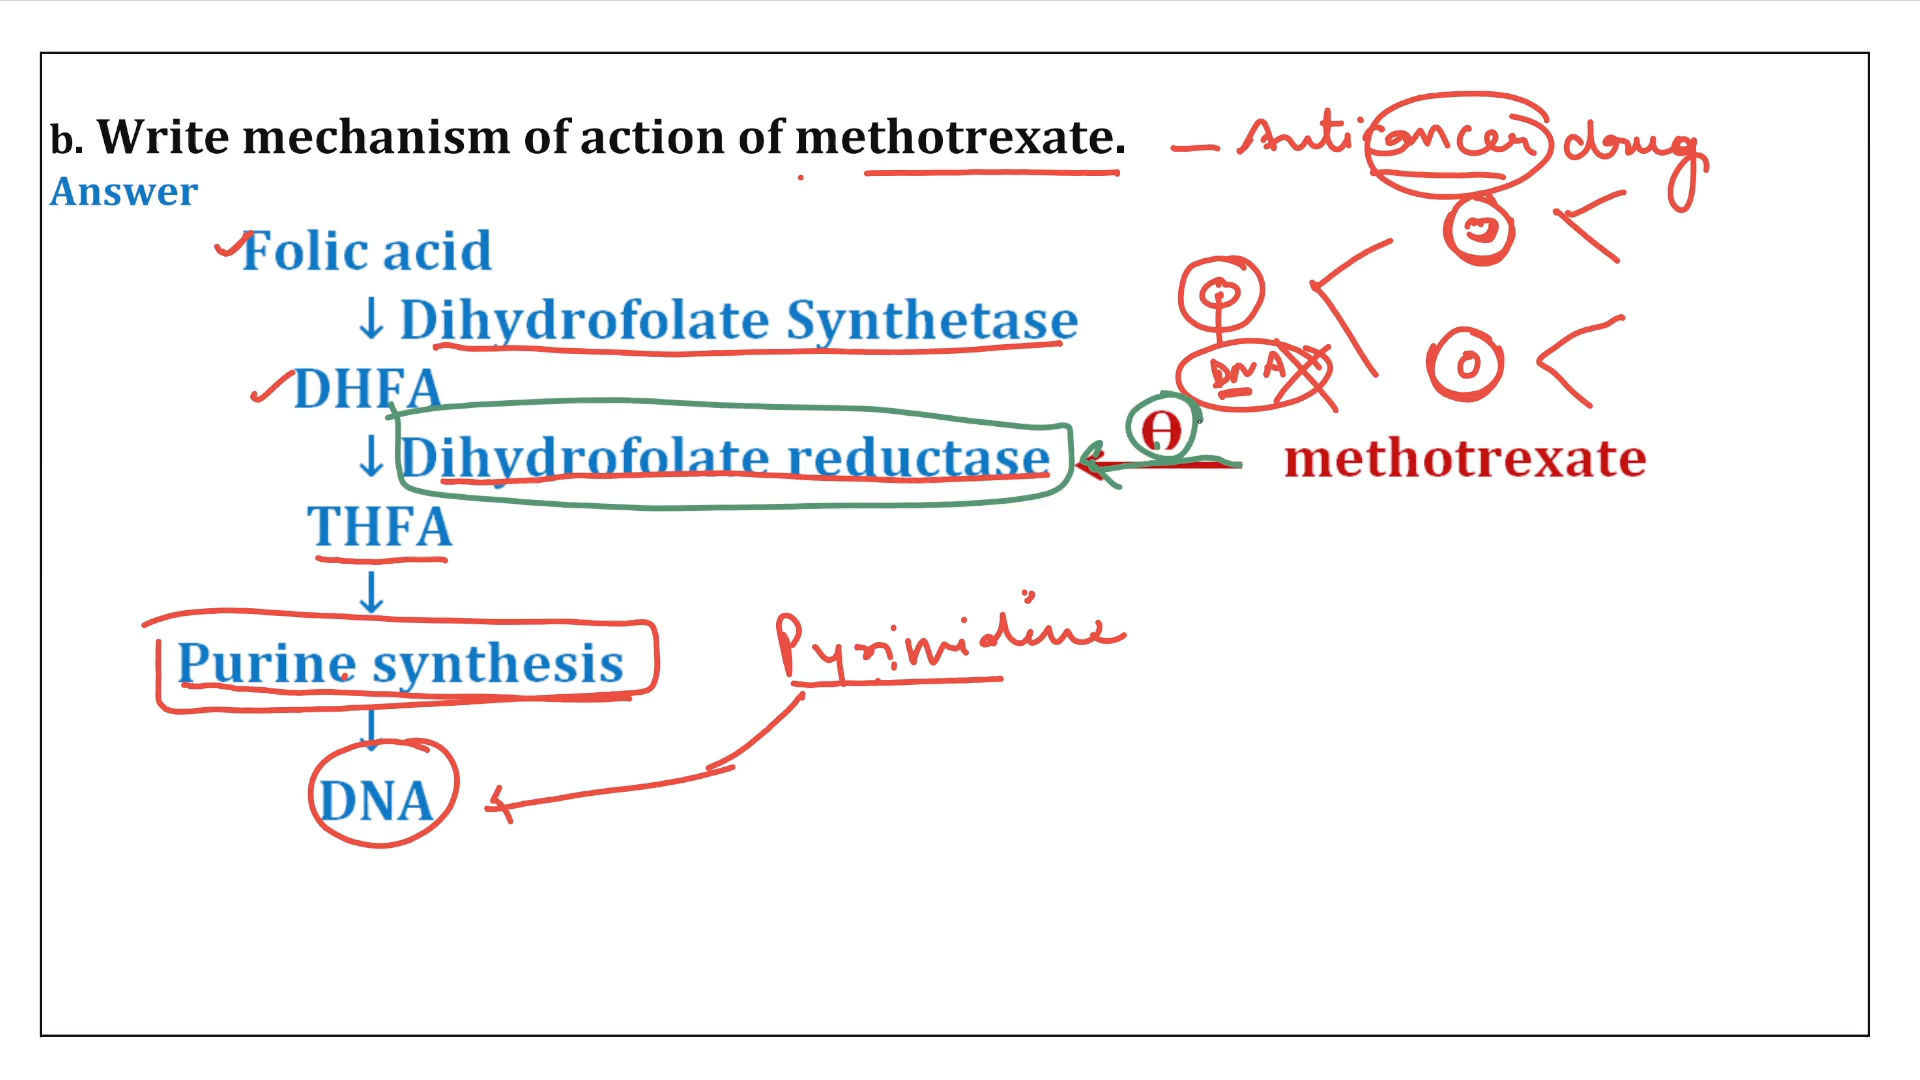 b. Write mechanism of action of methotrexate. — Anticancer drug
Answer
Folic acid
↓ Dihydrofolate Synthetase
DHFA
DNA
↓ Dihydrofolate reductase ← Θ methotrexate
THFA
↓
Purine synthesis Pyrimidine
↓
DNA